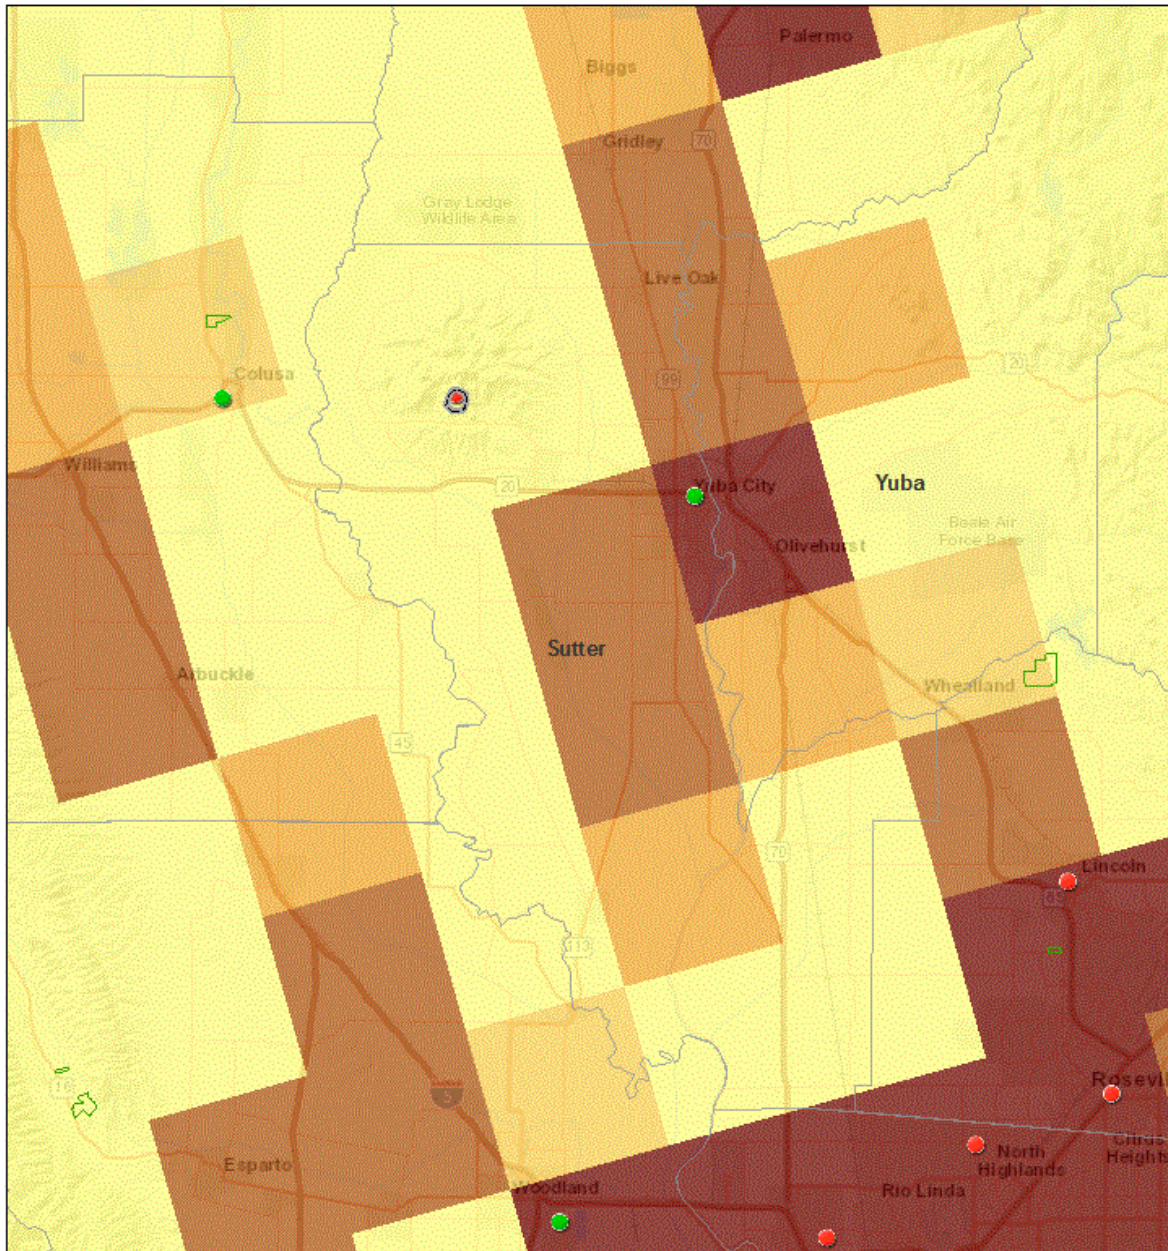 Palermo
Biggs
Gridley
70
Gray Lodge
Wildlife Area
Live Oak
20
Colusa
99
Williams
Yuba City
Yuba
20
Beale Air
Force Base
Olivehurst
Sutter
Arbuckle
Wheatland
45
70
Lincoln
65
113
16
5
Rosevil
Citrus
Heights
North
Highlands
Esparto
Woodland
Rio Linda